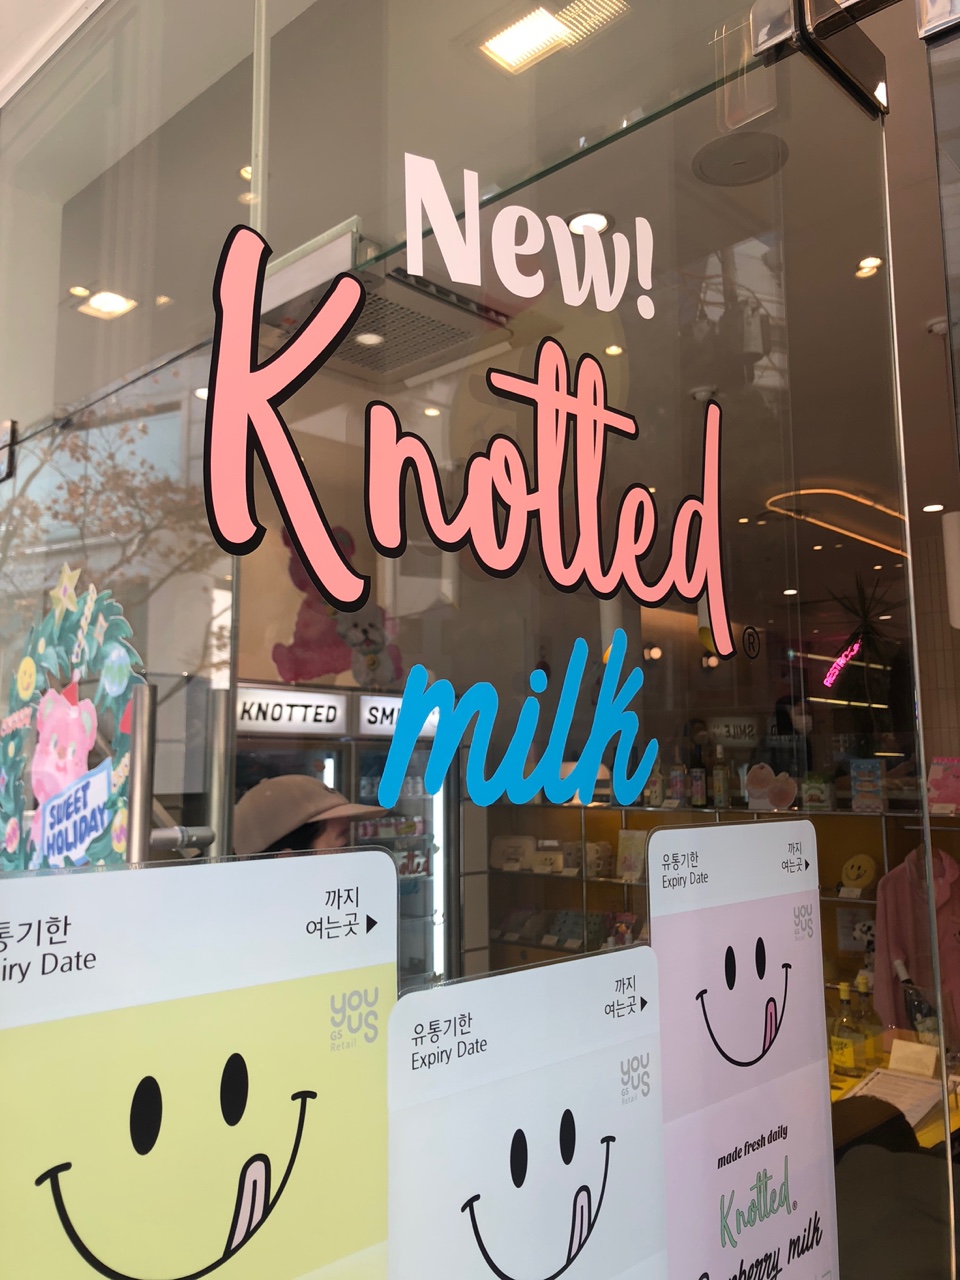 New!
Knotted
®
milk
KNOTTED
SWEET
HOLIDAY
통기한
까지
여는곳▶
iry Date
you
us
GS
Retail
유통기한
까지
여는곳▶
Expiry Date
you
us
GS
Retail
유통기한
까지
여는곳▶
Expiry Date
you
us
made fresh daily
Knotted®
milk